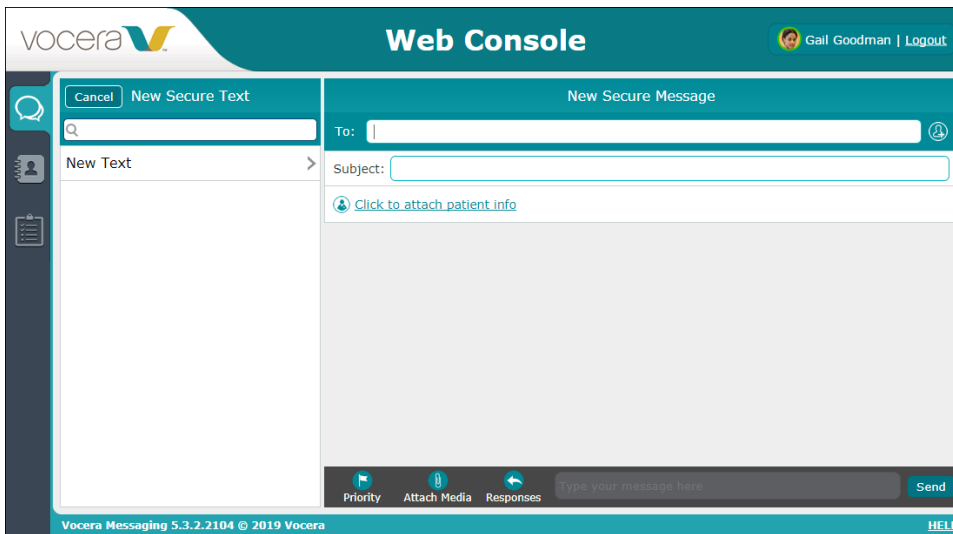 vocera
Web Console
Gail Goodman | Logout
Cancel New Secure Text
New Secure Message
To:
New Text
Subject:
Click to attach patient info
Priority Attach Media Responses
Type your message here
Send
Vocera Messaging 5.3.2.2104 © 2019 Vocera
HELP